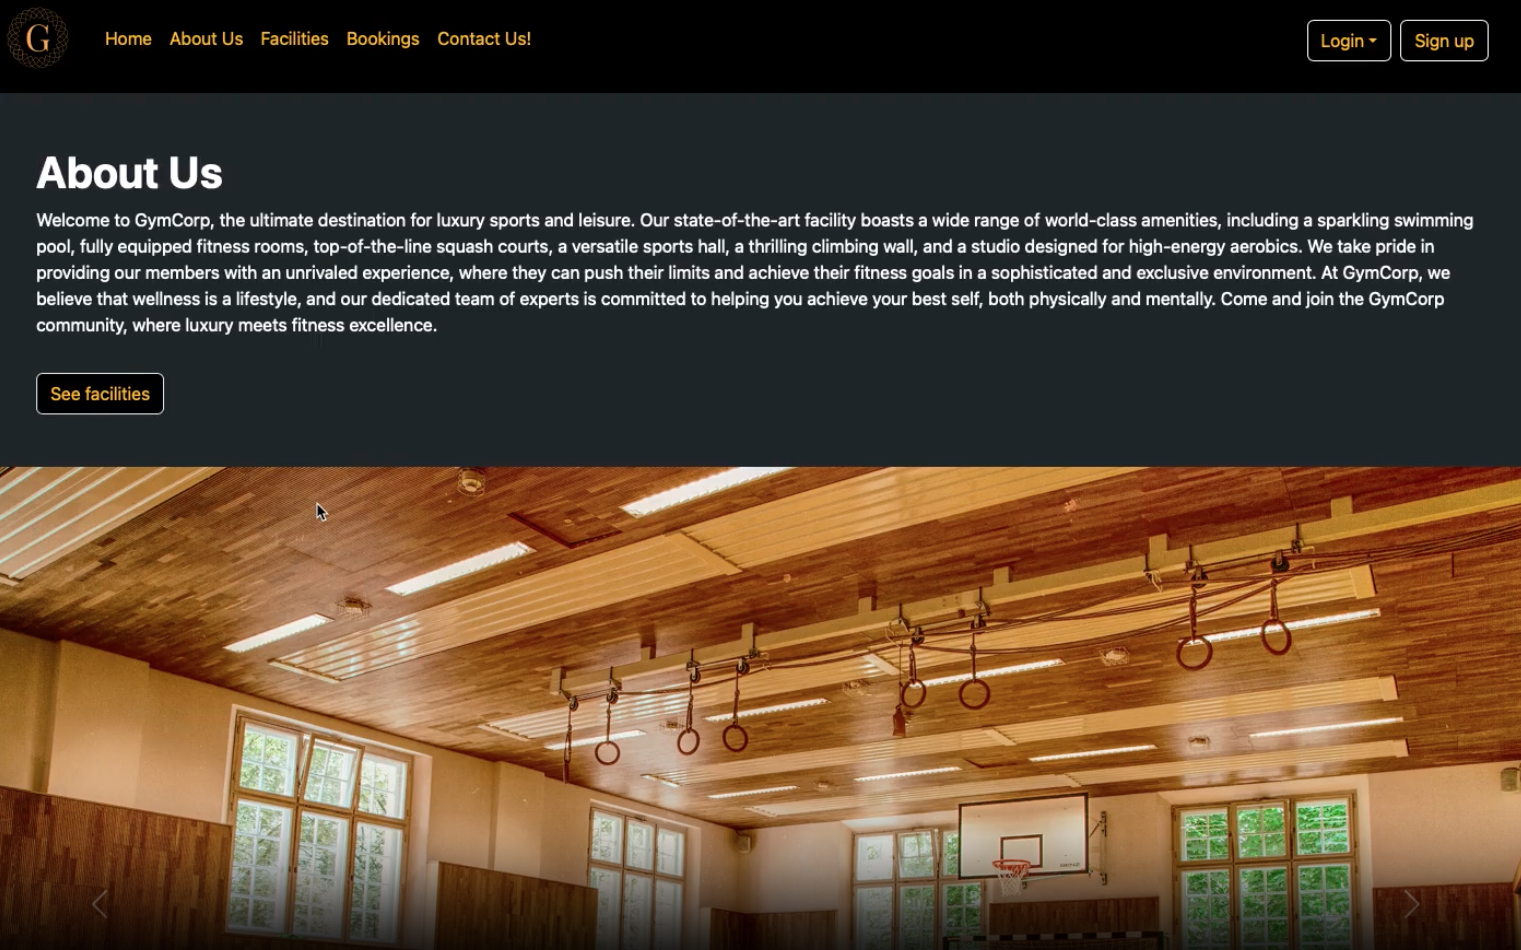 G
Home About Us Facilities Bookings Contact Us!
Login
Sign up
About Us
Welcome to GymCorp, the ultimate destination for luxury sports and leisure. Our state-of-the-art facility boasts a wide range of world-class amenities, including a sparkling swimming
pool, fully equipped fitness rooms, top-of-the-line squash courts, a versatile sports hall, a thrilling climbing wall, and a studio designed for high-energy aerobics. We take pride in
providing our members with an unrivaled experience, where they can push their limits and achieve their fitness goals in a sophisticated and exclusive environment. At GymCorp, we
believe that wellness is a lifestyle, and our dedicated team of experts is committed to helping you achieve your best self, both physically and mentally. Come and join the GymCorp
community, where luxury meets fitness excellence.
See facilities